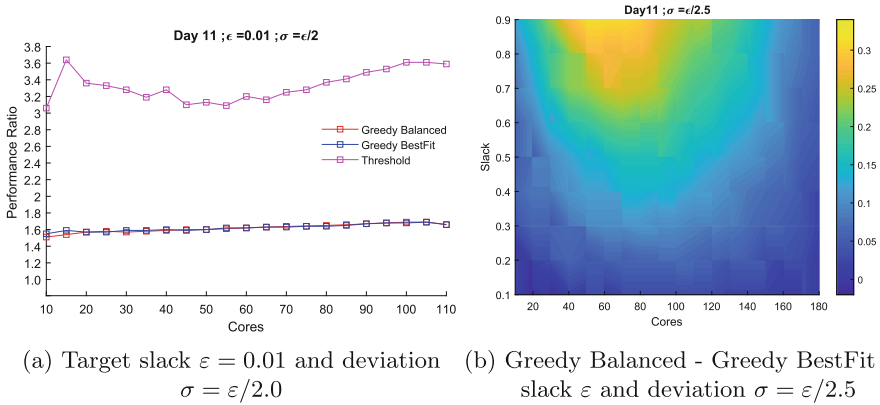 Day 11 ;ϵ =0.01 ;σ =ϵ/2
3.8
3.6
3.4
3.2
3
2.8
2.6
2.4
2.2
2
1.8
1.6
1.4
1.2
1.0
Performance Ratio
Greedy Balanced
Greedy BestFit
Threshold
10 20 30 40 50 60 70 80 90 100 110
Cores
(a) Target slack ε = 0.01 and deviation
σ = ε/2.0
Day11 ;σ =ϵ/2.5
0.9
0.8
0.7
0.6
0.5
0.4
0.3
0.2
0.1
Slack
20 40 60 80 100 120 140 160 180
Cores
0.3
0.25
0.2
0.15
0.1
0.05
0
(b) Greedy Balanced - Greedy BestFit
slack ε and deviation σ = ε/2.5